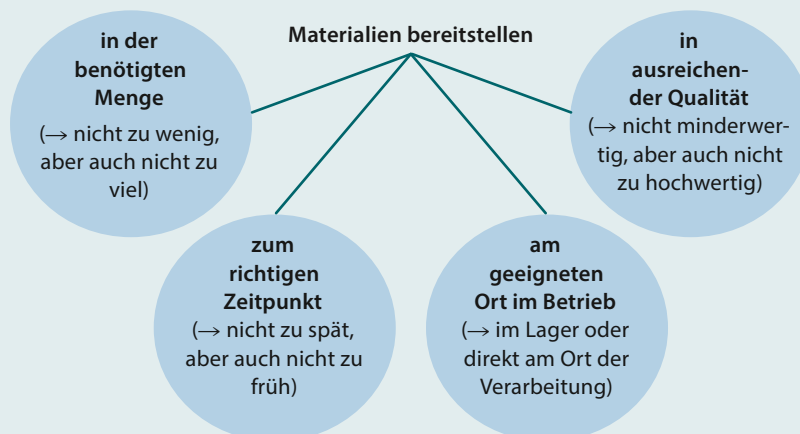 Materialien bereitstellen
in der
benötigten
Menge
(→ nicht zu wenig,
aber auch nicht zu
viel)
zum
richtigen
Zeitpunkt
(→ nicht zu spät,
aber auch nicht zu
früh)
am
geeigneten
Ort im Betrieb
(→ im Lager oder
direkt am Ort der
Verarbeitung)
in
ausreichen-
der Qualität
(→ nicht minderwer-
tig, aber auch nicht
zu hochwertig)